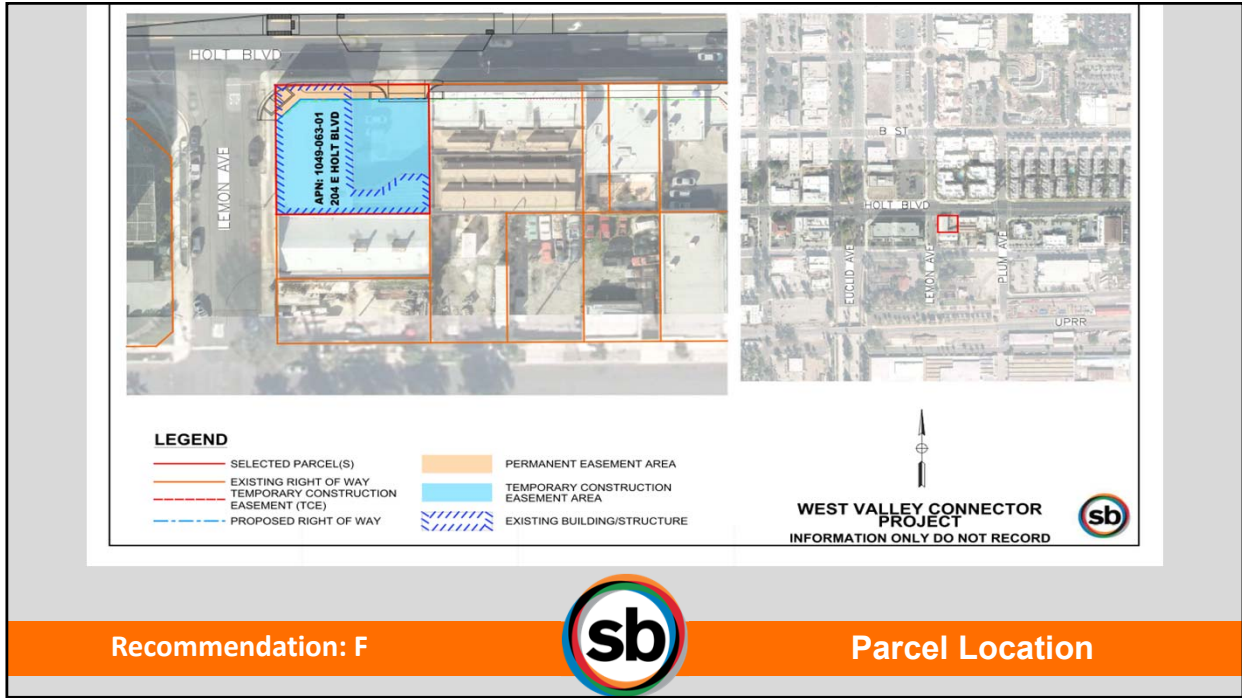 HOLT BLVD
LEMON AVE
APN: 1049-063-01
204 E HOLT BLVD
B ST
HOLT BLVD
EUCLID AVE
LEMON AVE
PLUM AVE
UPRR
LEGEND
SELECTED PARCEL(S)
EXISTING RIGHT OF WAY
TEMPORARY CONSTRUCTION
EASEMENT (TCE)
PROPOSED RIGHT OF WAY
PERMANENT EASEMENT AREA
TEMPORARY CONSTRUCTION
EASEMENT AREA
EXISTING BUILDING/STRUCTURE
WEST VALLEY CONNECTOR
PROJECT
INFORMATION ONLY DO NOT RECORD
sb
Recommendation: F
sb
Parcel Location